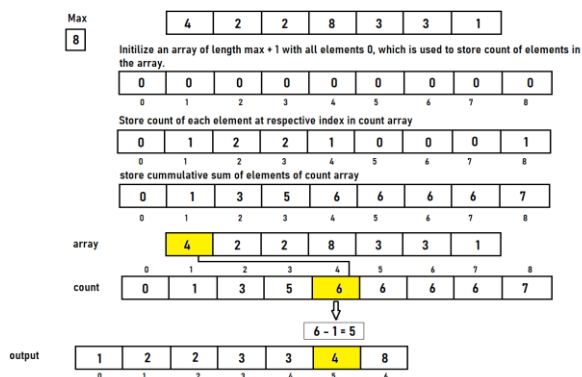 Max
8
4 2 2 8 3 3 1
Initilize an array of length max + 1 with all elements 0, which is used to store count of elements in
the array.
0 0 0 0 0 0 0 0 0
0 1 2 3 4 5 6 7 8
Store count of each element at respective index in count array
0 1 2 2 1 0 0 0 1
0 1 2 3 4 5 6 7 8
store cummulative sum of elements of count array
0 1 3 5 6 6 6 6 7
0 1 2 3 4 5 6 7 8
array 4 2 2 8 3 3 1
0 1 2 3 4 5 6 7 8
count 0 1 3 5 6 6 6 6 7
6 - 1 = 5
output 1 2 2 3 3 4 8
0 1 2 3 4 5 6